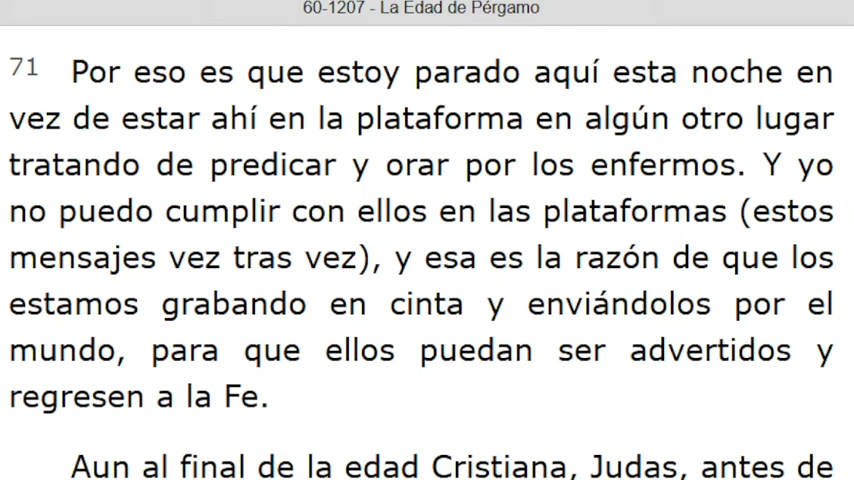 60-1207 - La Edad de Pérgamo
71 Por eso es que estoy parado aquí esta noche en
vez de estar ahí en la plataforma en algún otro lugar
tratando de predicar y orar por los enfermos. Y yo
no puedo cumplir con ellos en las plataformas (estos
mensajes vez tras vez), y esa es la razón de que los
estamos grabando en cinta y enviándolos por el
mundo, para que ellos puedan ser advertidos y
regresen a la Fe.
Aun al final de la edad Cristiana, Judas, antes de